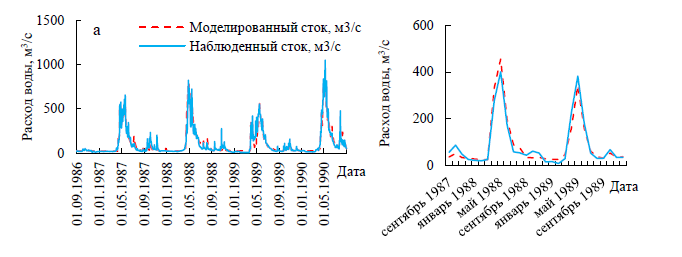 а
Моделированный сток, м3/с
Наблюденный сток, м3/с
Расход воды, м³/с
1500
1000
500
0
01.09.1986
01.01.1987
01.05.1987
01.09.1987
01.01.1988
01.05.1988
01.09.1988
01.01.1989
01.05.1989
01.09.1989
01.01.1990
01.05.1990
Дата
Расход воды, м³/с
600
400
200
0
сентябрь 1987
январь 1988
май 1988
сентябрь 1988
январь 1989
май 1989
сентябрь 1989
Дата